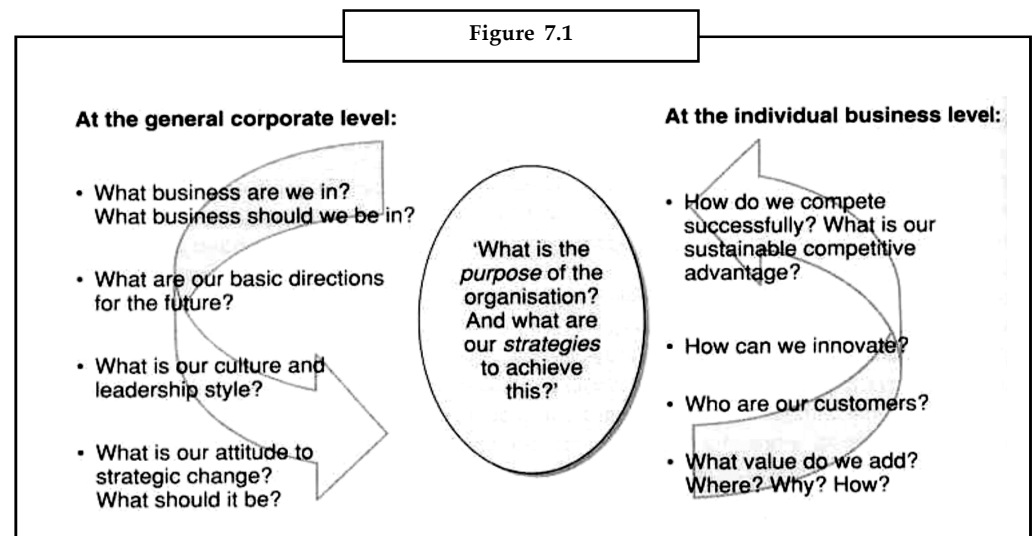 Figure 7.1
At the general corporate level:
• What business are we in?
What business should we be in?
• What are our basic directions
for the future?
• What is our culture and
leadership style?
• What is our attitude to
strategic change?
What should it be?
'What is the
purpose of the
organisation?
And what are
our strategies
to achieve
this?'
At the individual business level:
• How do we compete
successfully? What is our
sustainable competitive
advantage?
• How can we innovate?
• Who are our customers?
• What value do we add?
Where? Why? How?